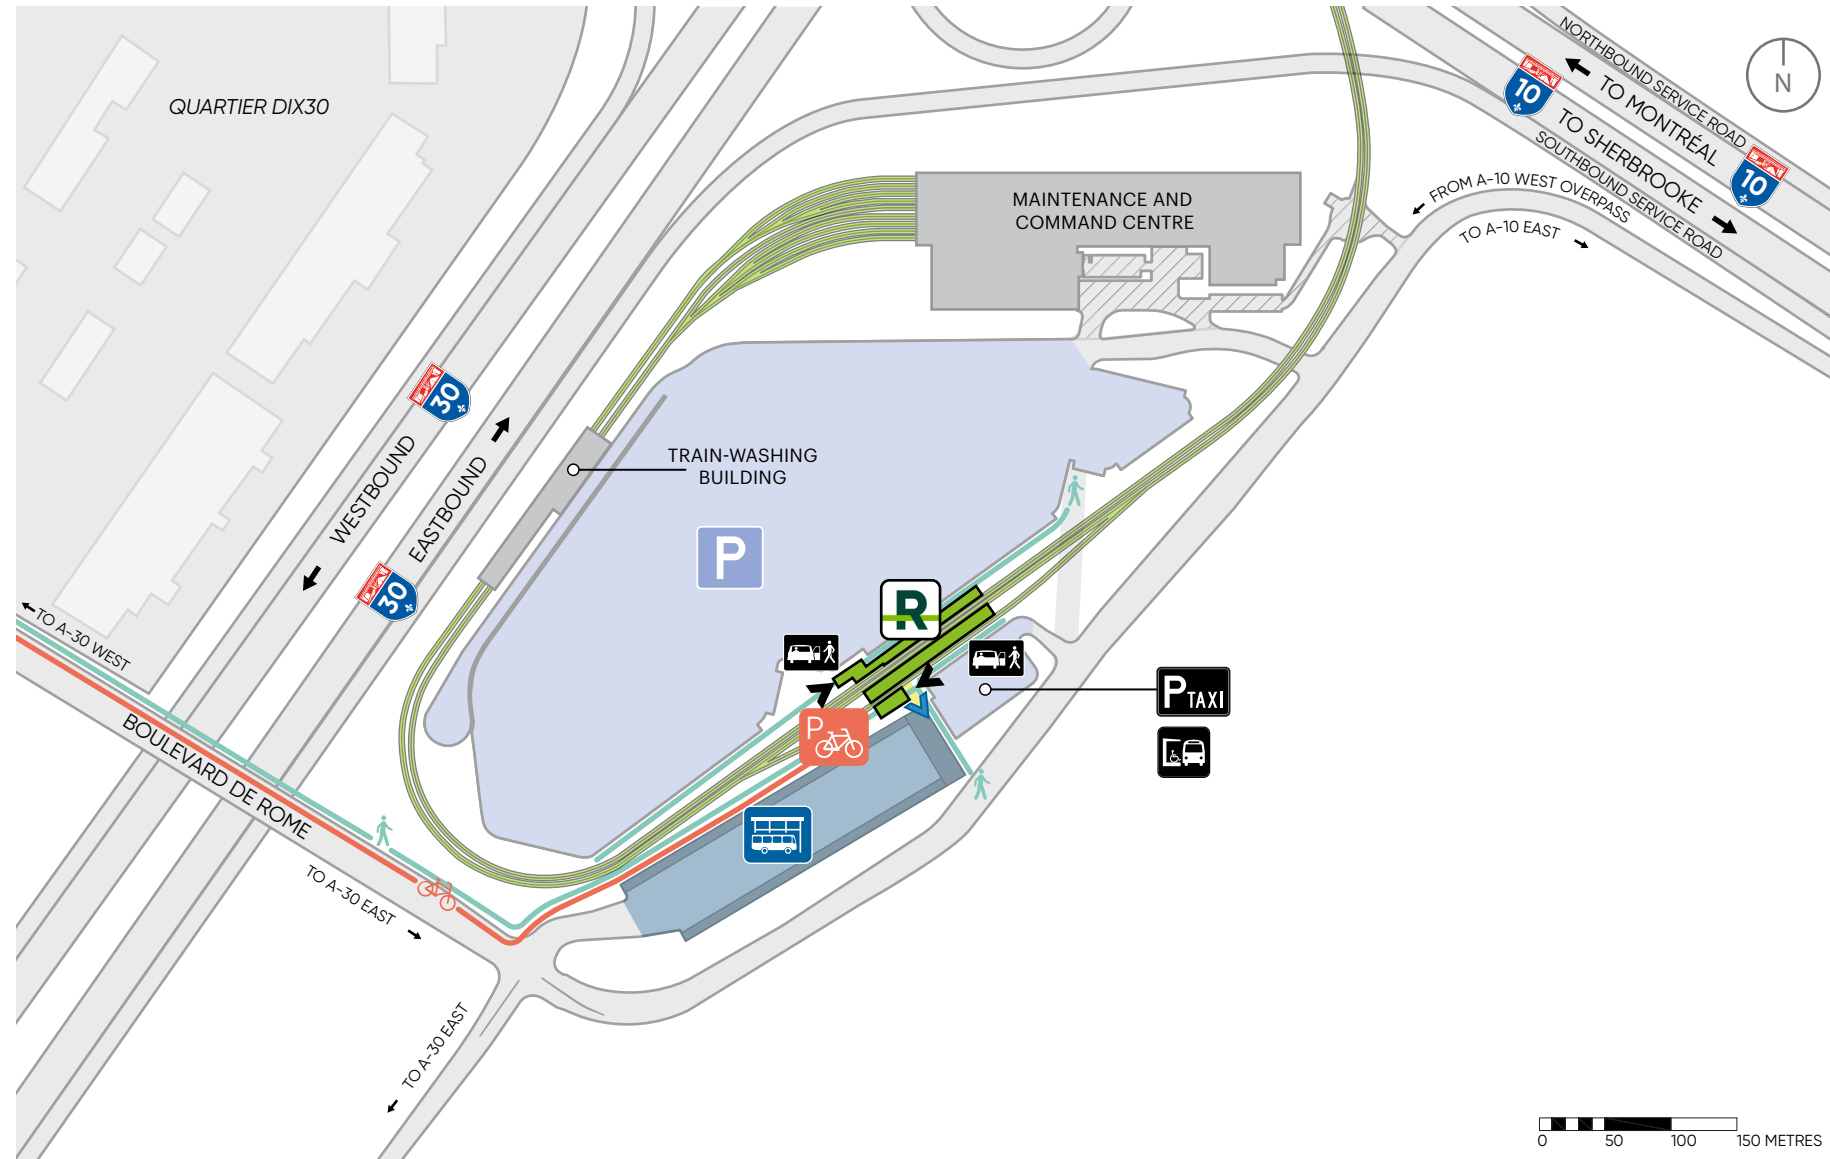 QUARTIER DIX30
NORTHBOUND SERVICE ROAD
TO MONTRÉAL
10
10
TO SHERBROOKE
SOUTHBOUND SERVICE ROAD
N
FROM A-10 WEST OVERPASS
TO A-10 EAST
MAINTENANCE AND
COMMAND CENTRE
30
WESTBOUND
EASTBOUND
30
TRAIN-WASHING
BUILDING
P
R
TO A-30 WEST
BOULEVARD DE ROME
P
P TAXI
TO A-30 EAST
TO A-30 EAST
0 50 100 150 METRES